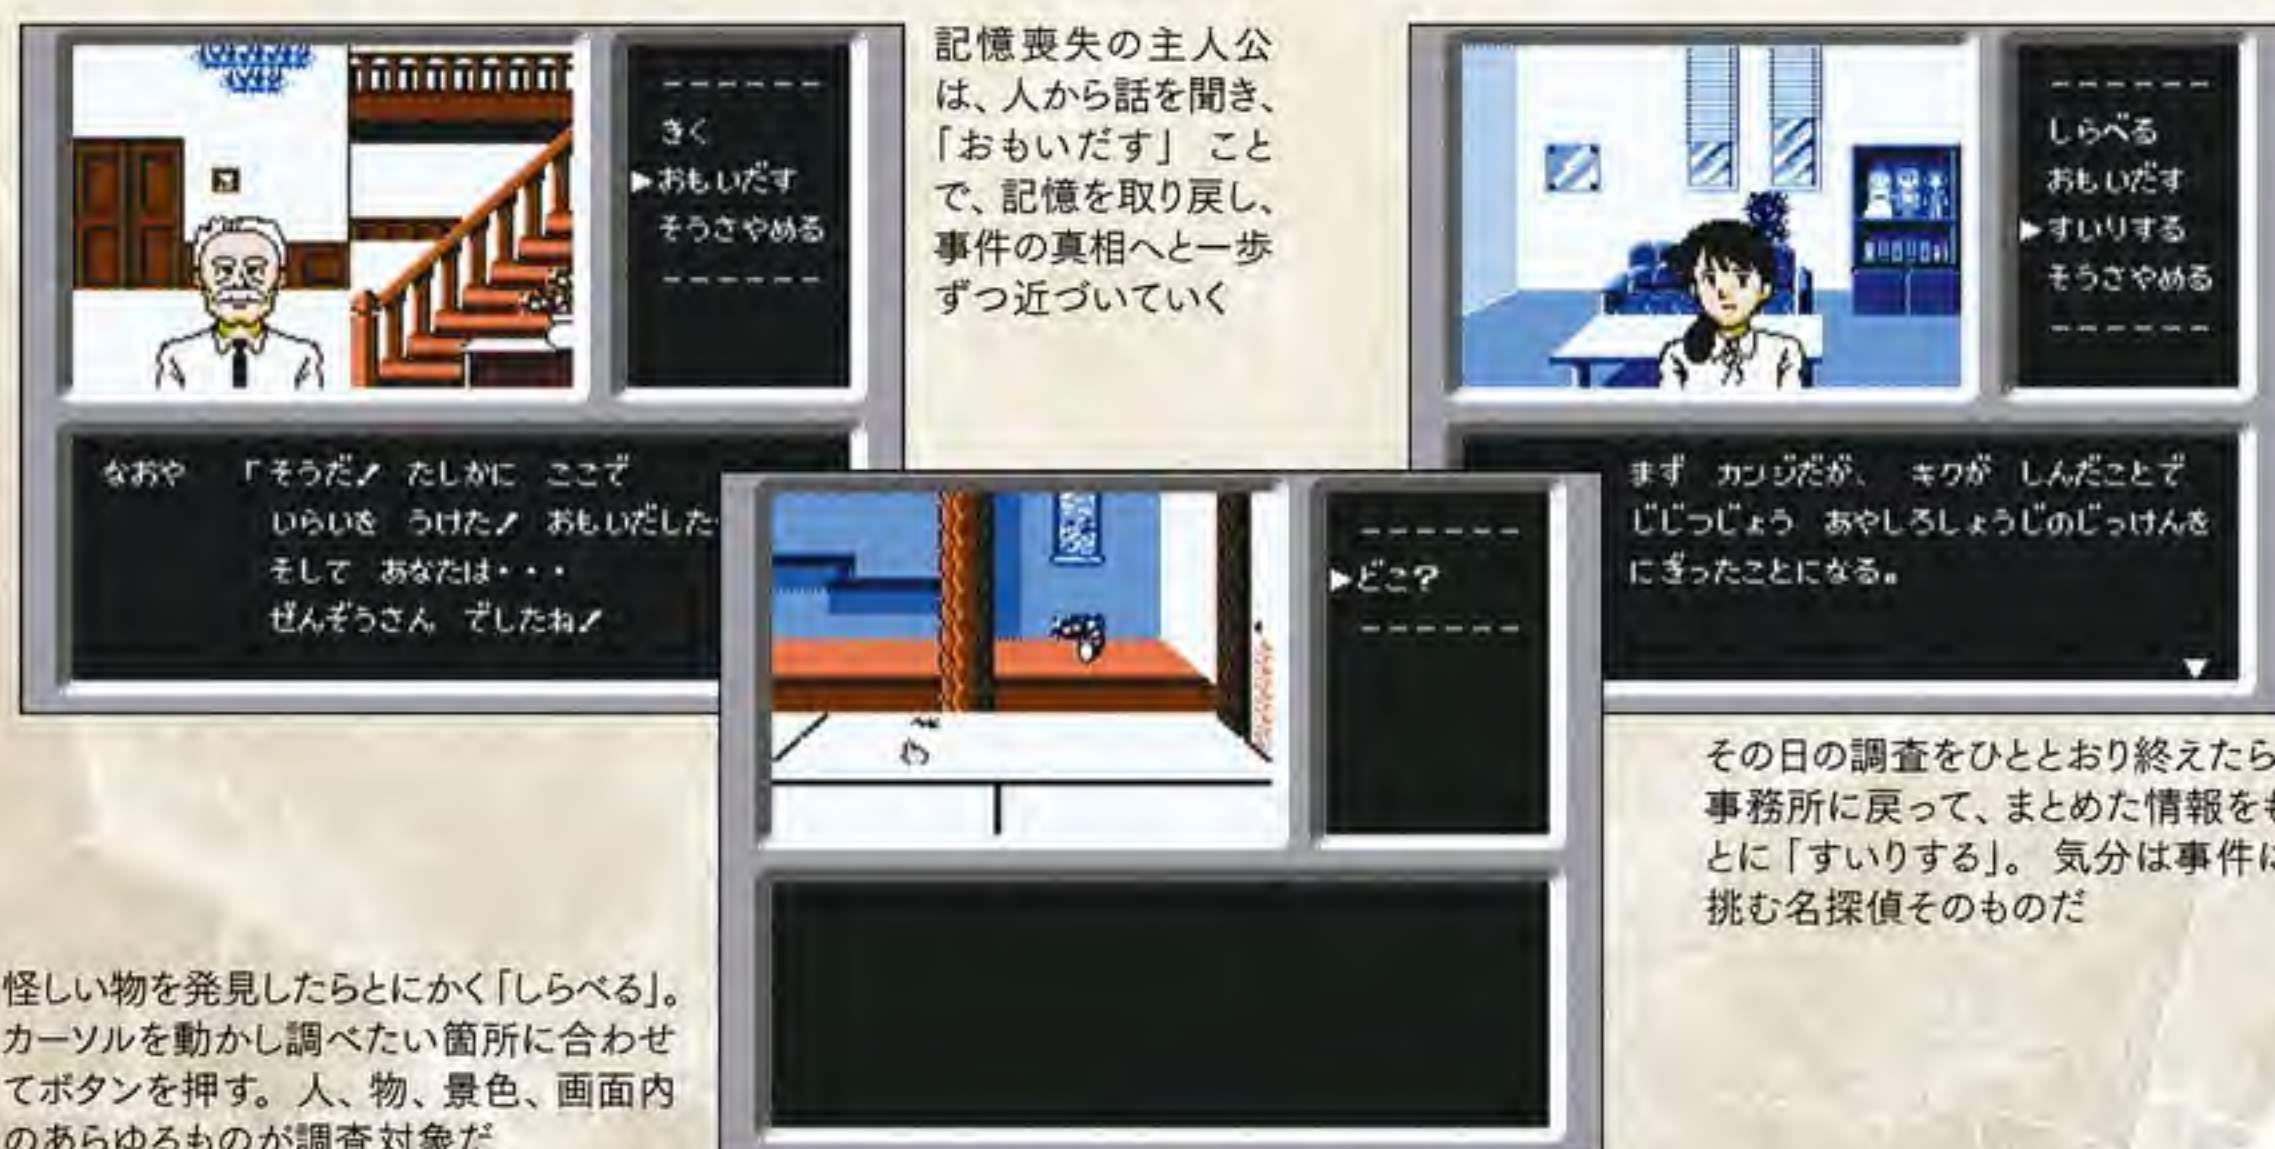 ------
きく
▶おもいだす
そうさやめる
------
なおや 「そうだ! たしかに ここで
いらいを うけた! おもいだした
そして あなたは・・・
ぜんぞうさん でしたね!
記憶喪失の主人公
は、人から話を聞き、
「おもいだす」 こと
で、記憶を取り戻し、
事件の真相へと一歩
ずつ近づいていく
------
しらべる
おもいだす
▶すいりする
そうさやめる
------
まず カンジだが、 キクが しんだことで
じじつじょう あやしろしょうじのじっけんを
にぎったことになる。
▼
------
▶どこ?
------
その日の調査をひととおり終えたら
事務所に戻って、まとめた情報をも
とに「すいりする」。 気分は事件に
挑む名探偵そのものだ
怪しい物を発見したらとにかく「しらべる」。
カーソルを動かし調べたい箇所に合わせ
てボタンを押す。人、物、景色、画面内
のあらゆるものが調査対象だ